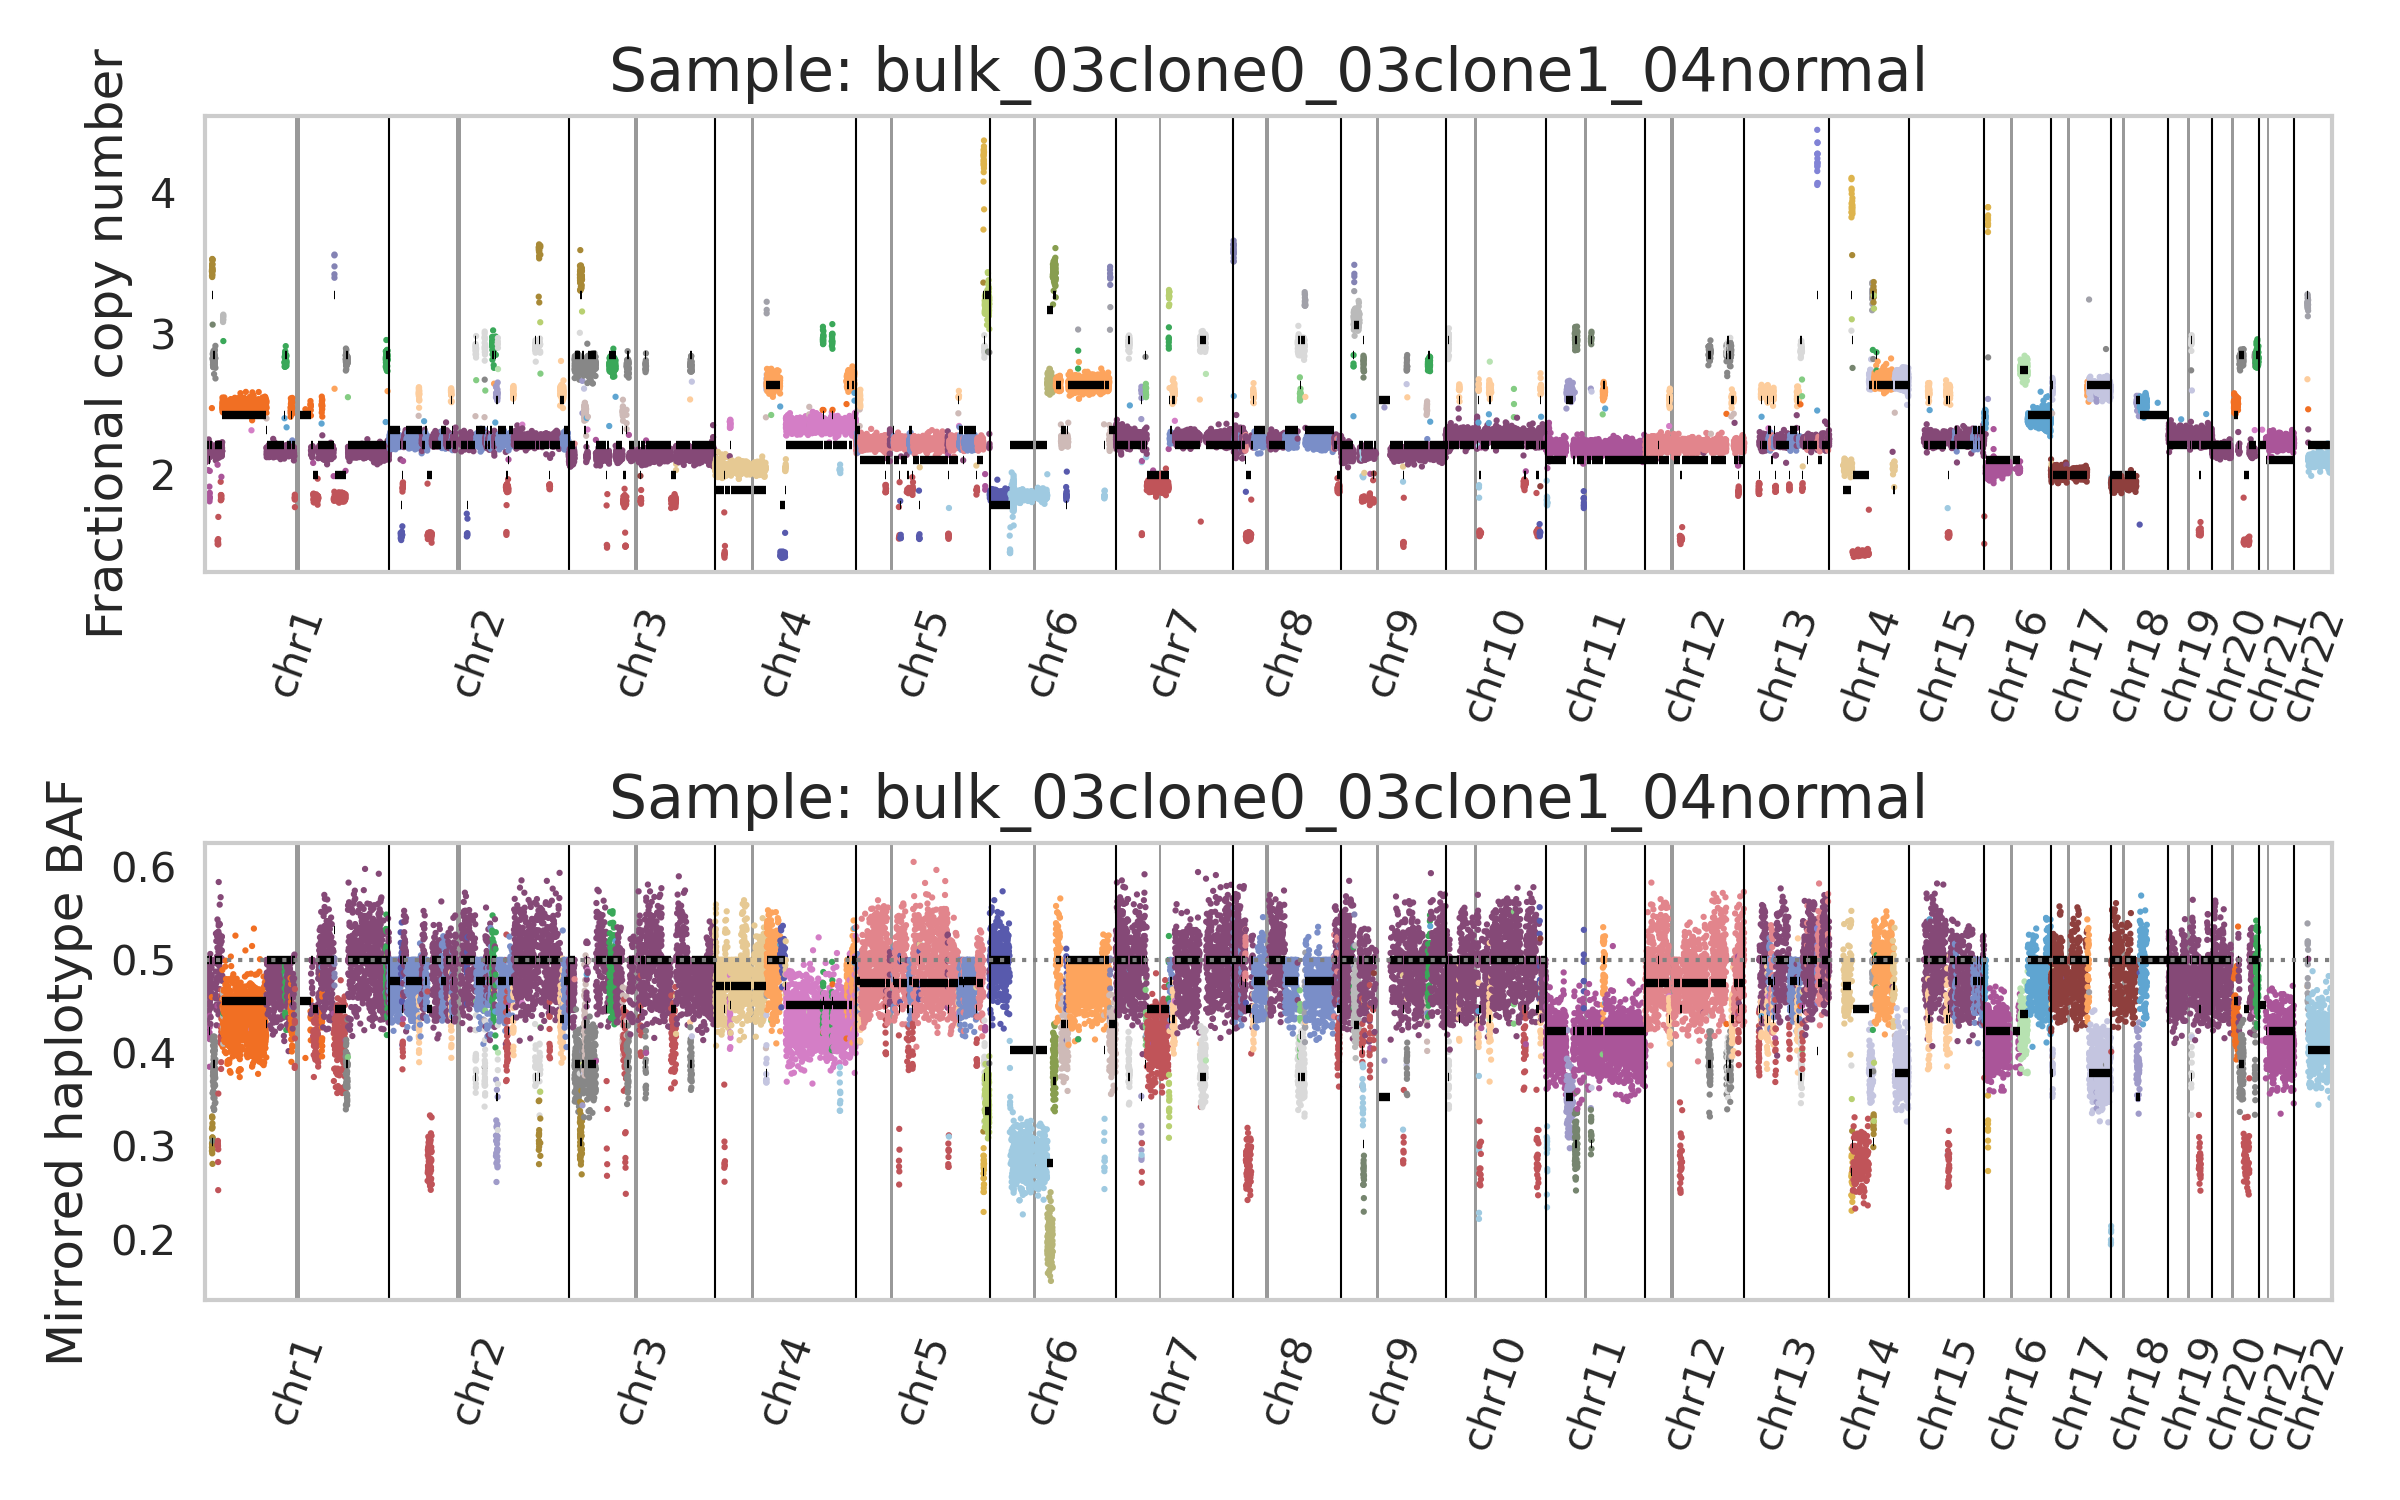 Sample: bulk_03clone0_03clone1_04normal
Fractional copy number
4
3
2
chr1 chr2 chr3 chr4 chr5 chr6 chr7 chr8 chr9 chr10 chr11 chr12 chr13 chr14 chr15 chr16 chr17 chr18 chr19 chr20 chr21 chr22
Sample: bulk_03clone0_03clone1_04normal
Mirrored haplotype BAF
0.6
0.5
0.4
0.3
0.2
chr1 chr2 chr3 chr4 chr5 chr6 chr7 chr8 chr9 chr10 chr11 chr12 chr13 chr14 chr15 chr16 chr17 chr18 chr19 chr20 chr21 chr22